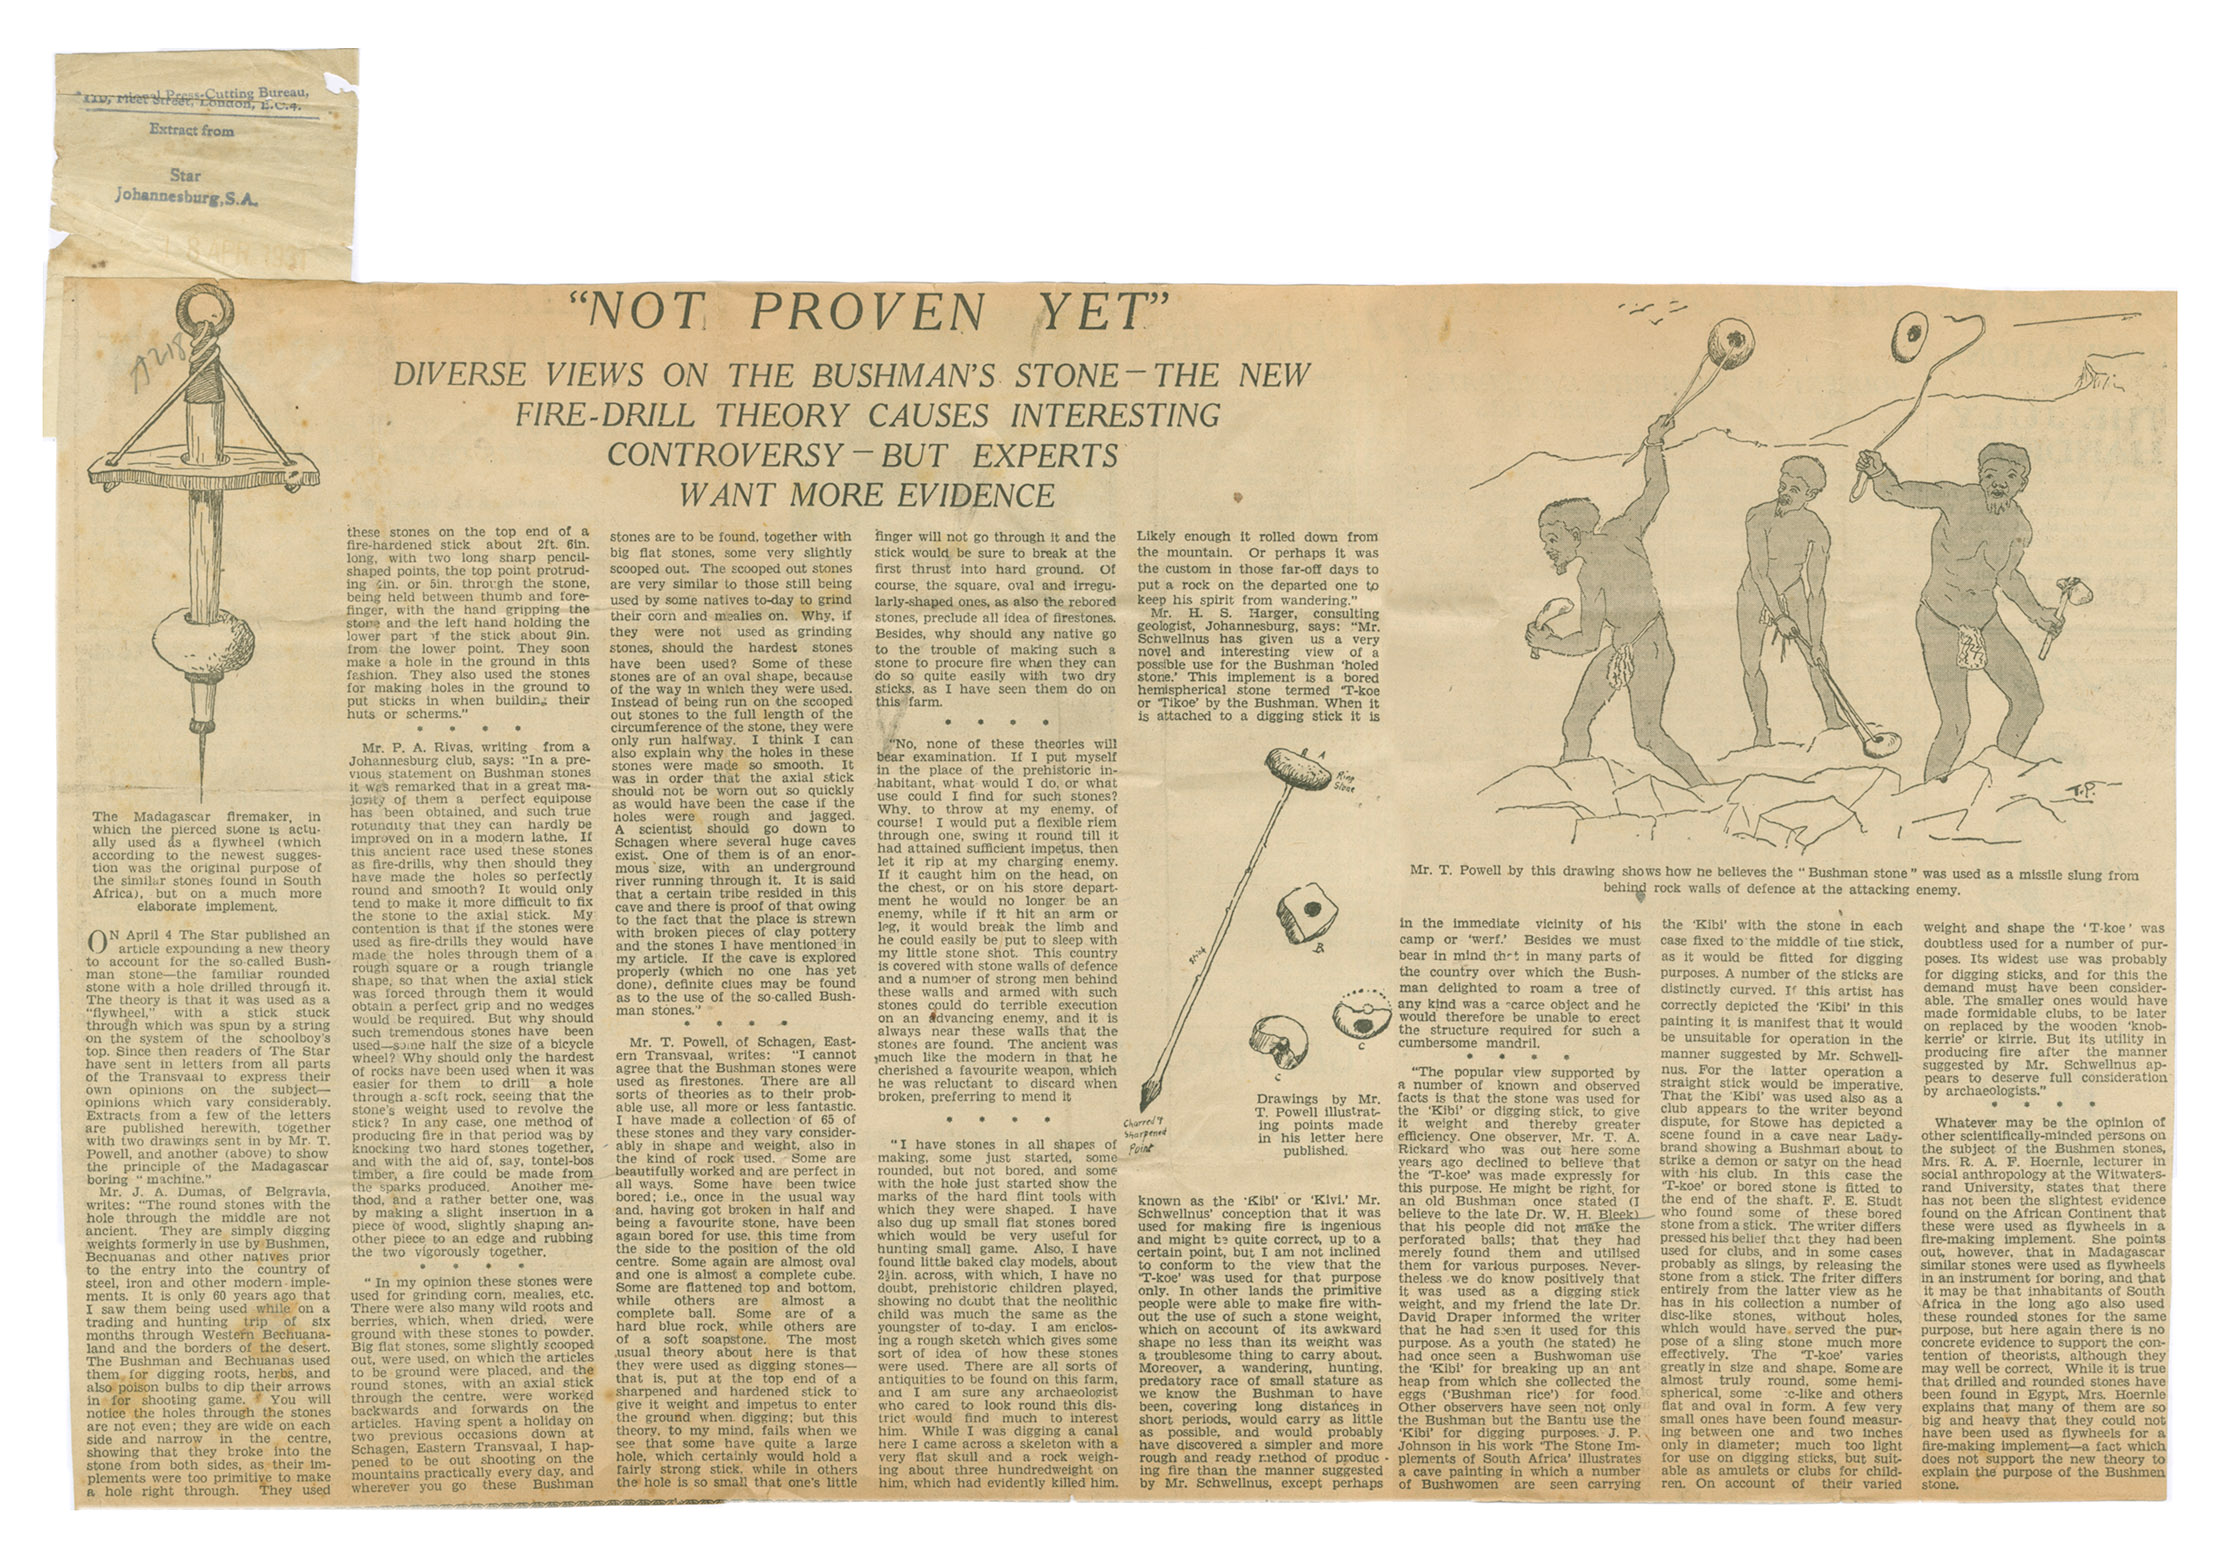 Press-Cutting Bureau,
Street, London, E.C.4.
Extract from
Star
Johannesburg, S.A.
8 APR
A218
"NOT PROVEN YET"
DIVERSE VIEWS ON THE BUSHMAN'S STONE — THE NEW
FIRE-DRILL THEORY CAUSES INTERESTING
CONTROVERSY — BUT EXPERTS
WANT MORE EVIDENCE
The Madagascar firemaker, in
which the pierced stone is actu-
ally used as a flywheel (which
according to the newest sugges-
tion was the original purpose of
the similar stones found in South
Africa), but on a much more
elaborate implement.
ON April 4 The Star published an
article expounding a new theory
to account for the so-called Bush-
man stone—the familiar rounded
stone with a hole drilled through it.
The theory is that it was used as a
"flywheel," with a stick stuck
through which was spun by a string
on the system of the schoolboy's
top. Since then readers of The Star
have sent in letters from all parts
of the Transvaal to express their
own opinions on the subject—
opinions which vary considerably.
Extracts from a few of the letters
are published herewith, together
with two drawings sent in by Mr. T.
Powell, and another (above) to show
the principle of the Madagascar
boring "machine."
Mr. J. A. Dumas, of Belgravia,
writes: "The round stones with the
hole through the middle are not
ancient. They are simply digging
weights formerly in use by Bushmen,
Bechuanas and other natives prior
to the entry into the country of
steel, iron and other modern imple-
ments. It is only 60 years ago that
I saw them being used while on a
trading and hunting trip of six
months through Western Bechuana-
land and the borders of the desert.
The Bushman and Bechuanas used
them for digging roots, herbs, and
also poison bulbs to dip their arrows
in for shooting game. You will
notice the holes through the stones
are not even; they are wide on each
side and narrow in the centre,
showing that they broke into the
stone from both sides, as their im-
plements were too primitive to make
a hole right through. They used
these stones on the top end of a
fire-hardened stick about 2ft. 6in.
long, with two long sharp pencil-
shaped points, the top point protrud-
ing 4in. or 5in. through the stone,
being held between thumb and fore-
finger, with the hand gripping the
stone and the left hand holding the
lower part of the stick about 9in.
from the lower point. They soon
make a hole in the ground in this
fashion. They also used the stones
for making holes in the ground to
put sticks in when building their
huts or scherms."
* * * *
Mr. P. A. Rivas, writing from a
Johannesburg club, says: "In a pre-
vious statement on Bushman stones
it was remarked that in a great ma-
jority of them a perfect equipoise
has been obtained, and such true
rotundity that they can hardly be
improved on in a modern lathe. If
this ancient race used these stones
as fire-drills, why then should they
have made the holes so perfectly
round and smooth? It would only
tend to make it more difficult to fix
the stone to the axial stick. My
contention is that if the stones were
used as fire-drills they would have
made the holes through them of a
rough square or a rough triangle
shape, so that when the axial stick
was forced through them it would
obtain a perfect grip and no wedges
would be required. But why should
such tremendous stones have been
used—some half the size of a bicycle
wheel? Why should only the hardest
of rocks have been used when it was
easier for them to drill a hole
through a soft rock, seeing that the
stone's weight used to revolve the
stick? In any case, one method of
producing fire in that period was by
knocking two hard stones together,
and with the aid of, say, tontel-bos
timber, a fire could be made from
the sparks produced. Another me-
thod, and a rather better one, was
by making a slight insertion in a
piece of wood, slightly shaping an-
other piece to an edge and rubbing
the two vigorously together.
* * * *
"In my opinion these stones were
used for grinding corn, mealies, etc.
There were also many wild roots and
berries, which, when dried, were
ground with these stones to powder.
Big flat stones, some slightly scooped
out, were used, on which the articles
to be ground were placed, and the
round stones, with an axial stick
through the centre, were worked
backwards and forwards on the
articles. Having spent a holiday on
two previous occasions down at
Schagen, Eastern Transvaal, I hap-
pened to be out shooting on the
mountains practically every day, and
wherever you go these Bushman
stones are to be found, together with
big flat stones, some very slightly
scooped out. The scooped out stones
are very similar to those still being
used by some natives to-day to grind
their corn and mealies on. Why, if
they were not used as grinding
stones, should the hardest stones
have been used? Some of these
stones are of an oval shape, because
of the way in which they were used.
Instead of being run on the scooped
out stones to the full length of the
circumference of the stone, they were
only run halfway. I think I can
also explain why the holes in these
stones were made so smooth. It
was in order that the axial stick
should not be worn out so quickly
as would have been the case if the
holes were rough and jagged.
A scientist should go down to
Schagen where several huge caves
exist. One of them is of an enor-
mous size, with an underground
river running through it. It is said
that a certain tribe resided in this
cave and there is proof of that owing
to the fact that the place is strewn
with broken pieces of clay pottery
and the stones I have mentioned in
my article. If the cave is explored
properly (which no one has yet
done), definite clues may be found
as to the use of the so-called Bush-
man stones."
* * * *
Mr. T. Powell, of Schagen, East-
ern Transvaal, writes: "I cannot
agree that the Bushman stones were
used as firestones. There are all
sorts of theories as to their prob-
able use, all more or less fantastic.
I have made a collection of 65 of
these stones and they vary consider-
ably in shape and weight, also in
the kind of rock used. Some are
beautifully worked and are perfect in
all ways. Some have been twice
bored; i.e., once in the usual way
and, having got broken in half and
being a favourite stone, have been
again bored for use, this time from
the side to the position of the old
centre. Some again are almost oval
and one is almost a complete cube.
Some are flattened top and bottom,
while others are almost a
complete ball. Some are of a
hard blue rock, while others are
of a soft soapstone. The most
usual theory about here is that
they were used as digging stones—
that is, put at the top end of a
sharpened and hardened stick to
give it weight and impetus to enter
the ground when digging; but this
theory, to my mind, fails when we
see that some have quite a large
hole, which certainly would hold a
fairly strong stick, while in others
the hole is so small that one's little
finger will not go through it and the
stick would be sure to break at the
first thrust into hard ground. Of
course, the square, oval and irregu-
larly-shaped ones, as also the rebored
stones, preclude all idea of firestones.
Besides, why should any native go
to the trouble of making such a
stone to procure fire when they can
do so quite easily with two dry
sticks, as I have seen them do on
this farm.
* * * *
"No, none of these theories will
bear examination. If I put myself
in the place of the prehistoric in-
habitant, what would I do, or what
use could I find for such stones?
Why, to throw at my enemy, of
course! I would put a flexible riem
through one, swing it round till it
had attained sufficient impetus, then
let it rip at my charging enemy.
If it caught him on the head, on
the chest, or on his store depart-
ment he would no longer be an
enemy, while if it hit an arm or
leg, it would break the limb and
he could easily be put to sleep with
my little stone shot. This country
is covered with stone walls of defence
and a number of strong men behind
these walls and armed with such
stones could do terrible execution
on an advancing enemy, and it is
always near these walls that the
stones are found. The ancient was
much like the modern in that he
cherished a favourite weapon, which
he was reluctant to discard when
broken, preferring to mend it
* * * *
"I have stones in all shapes of
making, some just started, some
rounded, but not bored, and some
with the hole just started show the
marks of the hard flint tools with
which they were shaped. I have
also dug up small flat stones bored
which would be very useful for
hunting small game. Also, I have
found little baked clay models, about
2½in. across, with which, I have no
doubt, prehistoric children played,
showing no doubt that the neolithic
child was much the same as the
youngster of to-day. I am enclos-
ing a rough sketch which gives some
sort of idea of how these stones
were used. There are all sorts of
antiquities to be found on this farm,
and I am sure any archaeologist
who cared to look round this dis-
trict would find much to interest
him. While I was digging a canal
here I came across a skeleton with a
very flat skull and a rock weigh-
ing about three hundredweight on
him, which had evidently killed him.
Likely enough it rolled down from
the mountain. Or perhaps it was
the custom in those far-off days to
put a rock on the departed one to
keep his spirit from wandering."
Mr. H. S. Harger, consulting
geologist, Johannesburg, says: "Mr.
Schwellnus has given us a very
novel and interesting view of a
possible use for the Bushman 'holed
stone.' This implement is a bored
hemispherical stone termed 'T-koe
or 'Tikoe' by the Bushman. When it
is attached to a digging stick it is
A
Ring
Stone
B
Stick
C
C
Charred &
Sharpened
Point
Drawings by Mr.
T. Powell illustrat-
ing points made
in his letter here
published.
known as the 'Kibi' or 'Kivi.' Mr.
Schwellnus' conception that it was
used for making fire is ingenious
and might be quite correct, up to a
certain point, but I am not inclined
to conform to the view that the
'T-koe' was used for that purpose
only. In other lands the primitive
people were able to make fire with-
out the use of such a stone weight,
which on account of its awkward
shape no less than its weight was
a troublesome thing to carry about.
Moreover, a wandering, hunting,
predatory race of small stature as
we know the Bushman to have
been, covering long distances in
short periods, would carry as little
as possible, and would probably
have discovered a simpler and more
rough and ready method of produc-
ing fire than the manner suggested
by Mr. Schwellnus, except perhaps
T.P.
Mr. T. Powell by this drawing shows how he believes the "Bushman stone" was used as a missile slung from
behind rock walls of defence at the attacking enemy.
in the immediate vicinity of his
camp or 'werf.' Besides we must
bear in mind that in many parts of
the country over which the Bush-
man delighted to roam a tree of
any kind was a scarce object and he
would therefore be unable to erect
the structure required for such a
cumbersome mandril.
* * * *
"The popular view supported by
a number of known and observed
facts is that the stone was used for
the 'Kibi' or digging stick, to give
it weight and thereby greater
efficiency. One observer, Mr. T. A.
Rickard who was out here some
years ago declined to believe that
the 'T-koe' was made expressly for
this purpose. He might be right, for
an old Bushman once stated (I
believe to the late Dr. W. H. Bleek)
that his people did not make the
perforated balls; that they had
merely found them and utilised
them for various purposes. Never-
theless we do know positively that
it was used as a digging stick
weight, and my friend the late Dr.
David Draper informed the writer
that he had seen it used for this
purpose. As a youth (he stated) he
had once seen a Bushwoman use
the 'Kibi' for breaking up an ant
heap from which she collected the
eggs ('Bushman rice') for food.
Other observers have seen not only
the Bushman but the Bantu use the
'Kibi' for digging purposes. J. P.
Johnson in his work 'The Stone Im-
plements of South Africa' illustrates
a cave painting in which a number
of Bushwomen are seen carrying
the 'Kibi' with the stone in each
case fixed to the middle of the stick,
as it would be fitted for digging
purposes. A number of the sticks are
distinctly curved. If this artist has
correctly depicted the 'Kibi' in this
painting it is manifest that it would
be unsuitable for operation in the
manner suggested by Mr. Schwell-
nus. For the latter operation a
straight stick would be imperative.
That the 'Kibi' was used also as a
club appears to the writer beyond
dispute, for Stowe has depicted a
scene found in a cave near Lady-
brand showing a Bushman about to
strike a demon or satyr on the head
with his club. In this case the
'T-koe' or bored stone is fitted to
the end of the shaft. F. E. Studt
who found some of these bored
stone from a stick. The writer differs
pressed his belief that they had been
used for clubs, and in some cases
probably as slings, by releasing the
stone from a stick. The friter differs
entirely from the latter view as he
has in his collection a number of
disc-like stones, without holes,
which would have served the pur-
pose of a sling stone much more
effectively. The 'T-koe' varies
greatly in size and shape. Some are
almost truly round, some hemi-
spherical, some c-like and others
flat and oval in form. A few very
small ones have been found measur-
ing between one and two inches
only in diameter; much too light
for use on digging sticks, but suit-
able as amulets or clubs for child-
ren. On account of their varied
weight and shape the 'T-koe' was
doubtless used for a number of pur-
poses. Its widest use was probably
for digging sticks, and for this the
demand must have been consider-
able. The smaller ones would have
made formidable clubs, to be later
on replaced by the wooden 'knob-
kerrie' or kirrie. But its utility in
producing fire after the manner
suggested by Mr. Schwellnus ap-
pears to deserve full consideration
by archaeologists."
* * * *
Whatever may be the opinion of
other scientifically-minded persons on
the subject of the Bushmen stones,
Mrs. R. A. F. Hoernle, lecturer in
social anthropology at the Witwaters-
rand University, states that there
has not been the slightest evidence
found on the African Continent that
these were used as flywheels in a
fire-making implement. She points
out, however, that in Madagascar
similar stones were used as flywheels
in an instrument for boring, and that
it may be that inhabitants of South
Africa in the long ago also used
these rounded stones for the same
purpose, but here again there is no
concrete evidence to support the con-
tention of theorists, although they
may well be correct. While it is true
that drilled and rounded stones have
been found in Egypt, Mrs. Hoernle
explains that many of them are so
big and heavy that they could not
have been used as flywheels for a
fire-making implement—a fact which
does not support the new theory to
explain the purpose of the Bushmen
stone.